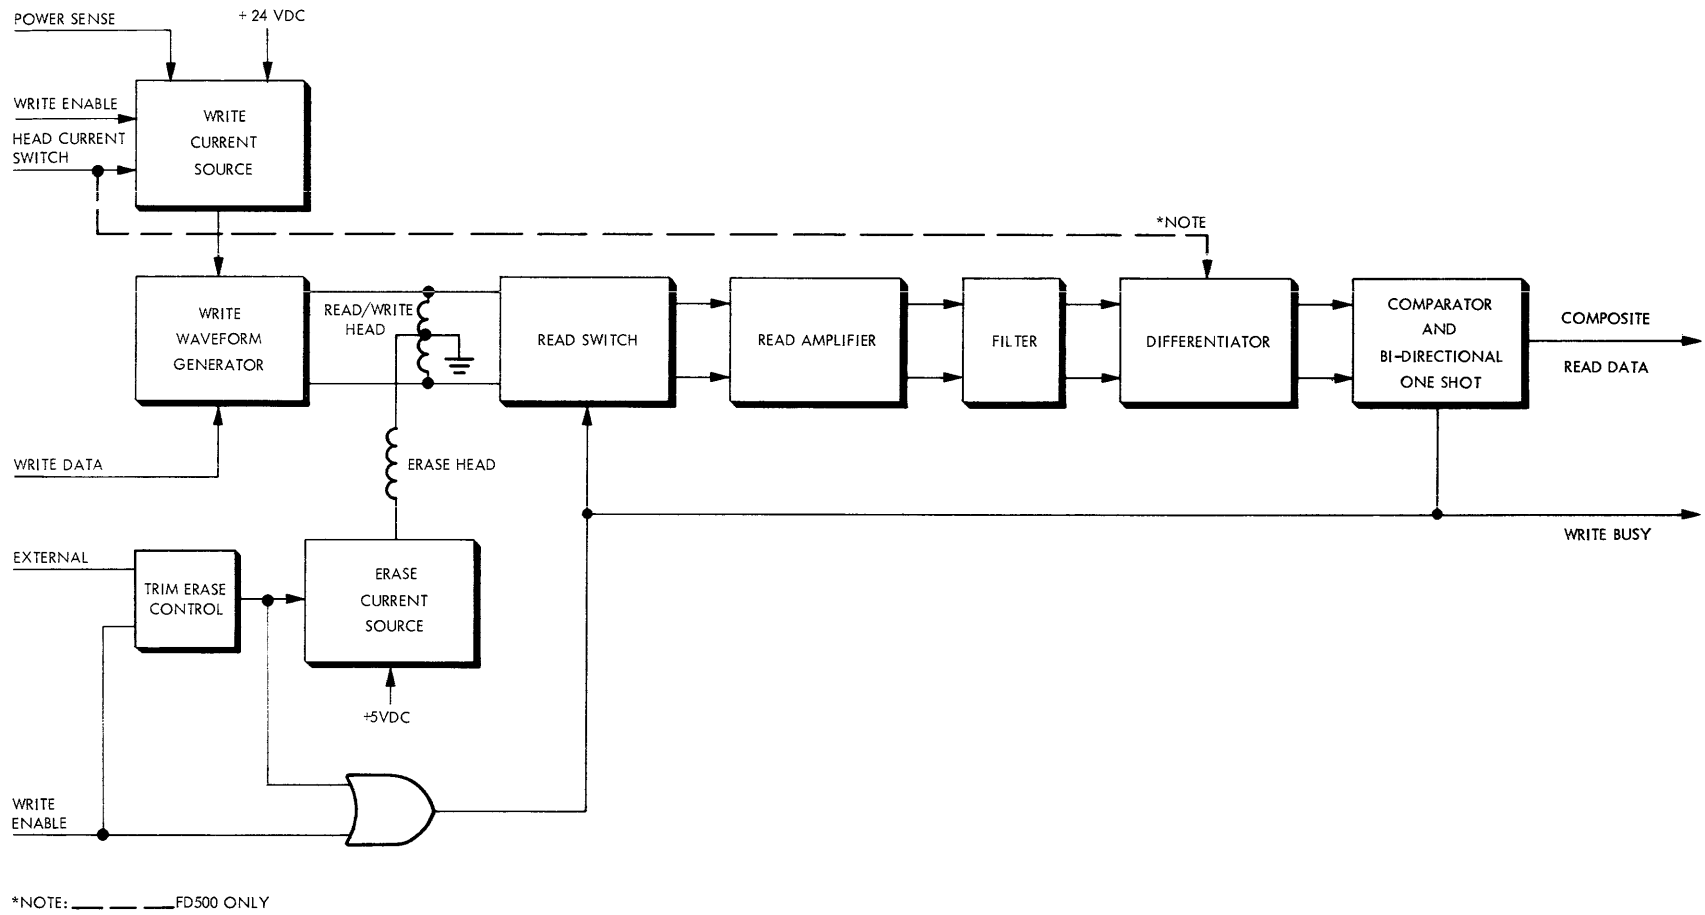 POWER SENSE
+ 24 VDC
WRITE ENABLE
HEAD CURRENT
SWITCH
WRITE
CURRENT
SOURCE
*NOTE
WRITE
WAVEFORM
GENERATOR
READ/WRITE
HEAD
READ SWITCH
READ AMPLIFIER
FILTER
DIFFERENTIATOR
COMPARATOR
AND
BI-DIRECTIONAL
ONE SHOT
COMPOSITE
READ DATA
WRITE DATA
ERASE HEAD
WRITE BUSY
EXTERNAL
TRIM ERASE
CONTROL
ERASE
CURRENT
SOURCE
+5VDC
WRITE
ENABLE
*NOTE: FD500 ONLY